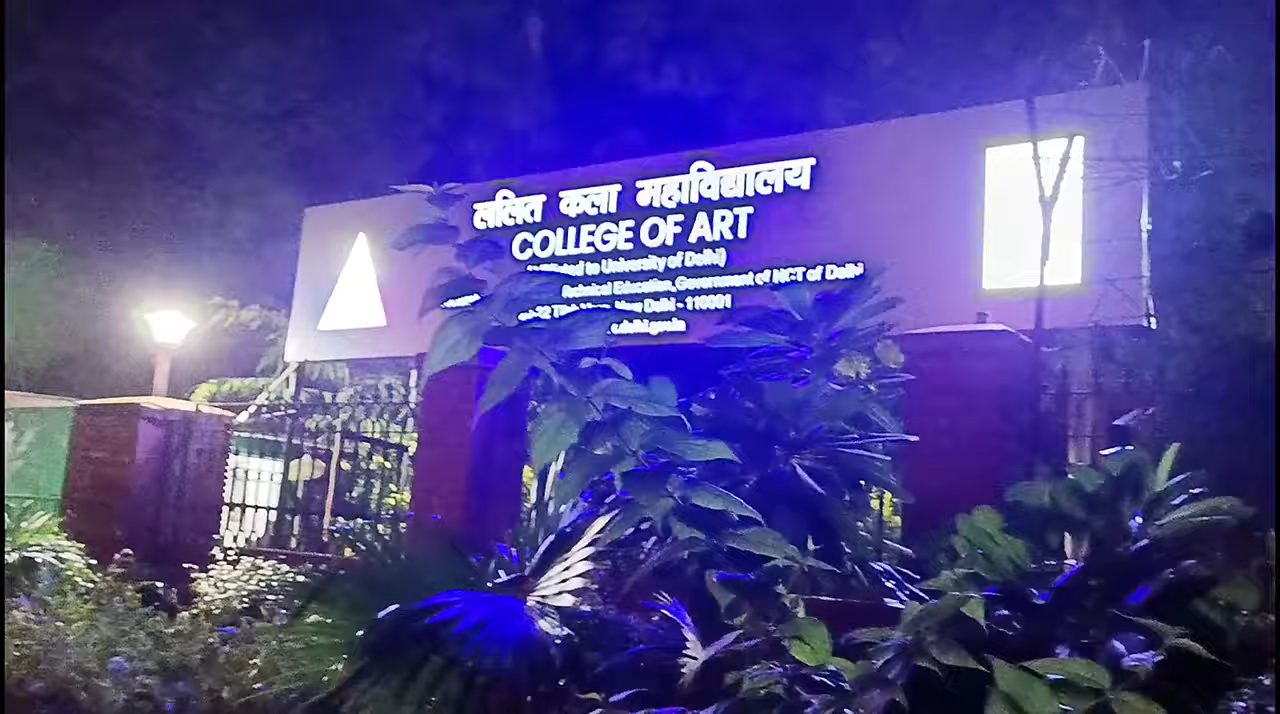 ललित कला महाविद्यालय
COLLEGE OF ART
to University of Delhi)
Technical Education, Government of NCT of Delhi
New Delhi - 110001